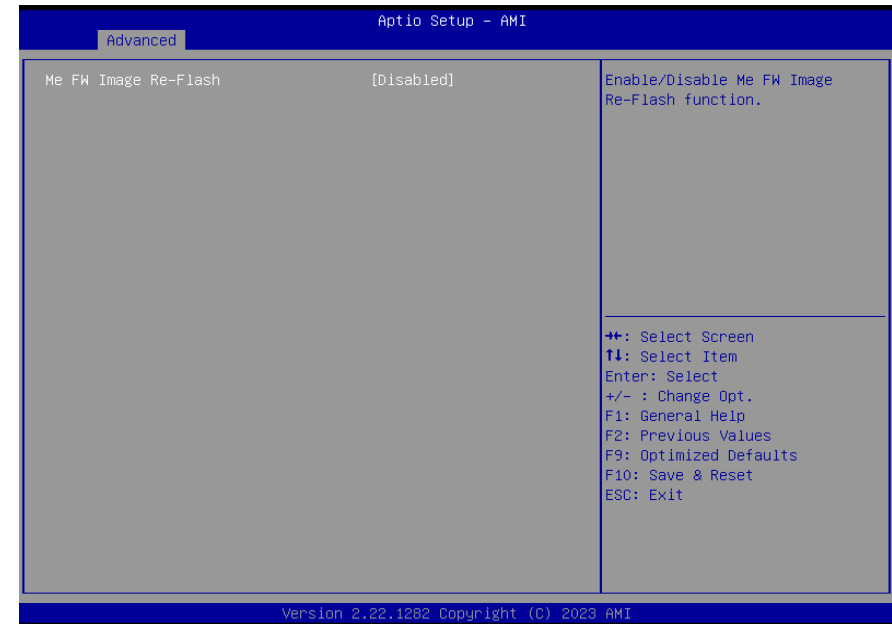 Aptio Setup - AMI
Advanced
Me FW Image Re-Flash [Disabled]
Enable/Disable Me FW Image
Re-Flash function.
→←: Select Screen
↑↓: Select Item
Enter: Select
+/- : Change Opt.
F1: General Help
F2: Previous Values
F9: Optimized Defaults
F10: Save & Reset
ESC: Exit
Version 2.22.1282 Copyright (C) 2023 AMI